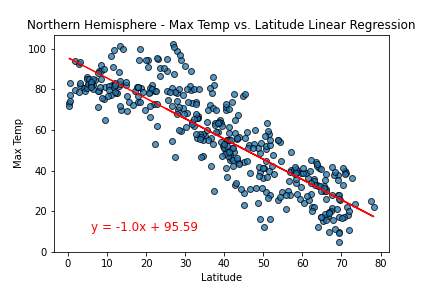 Northern Hemisphere - Max Temp vs. Latitude Linear Regression
100
80
60
40
20
0
Max Temp
y = -1.0x + 95.59
0 10 20 30 40 50 60 70 80
Latitude